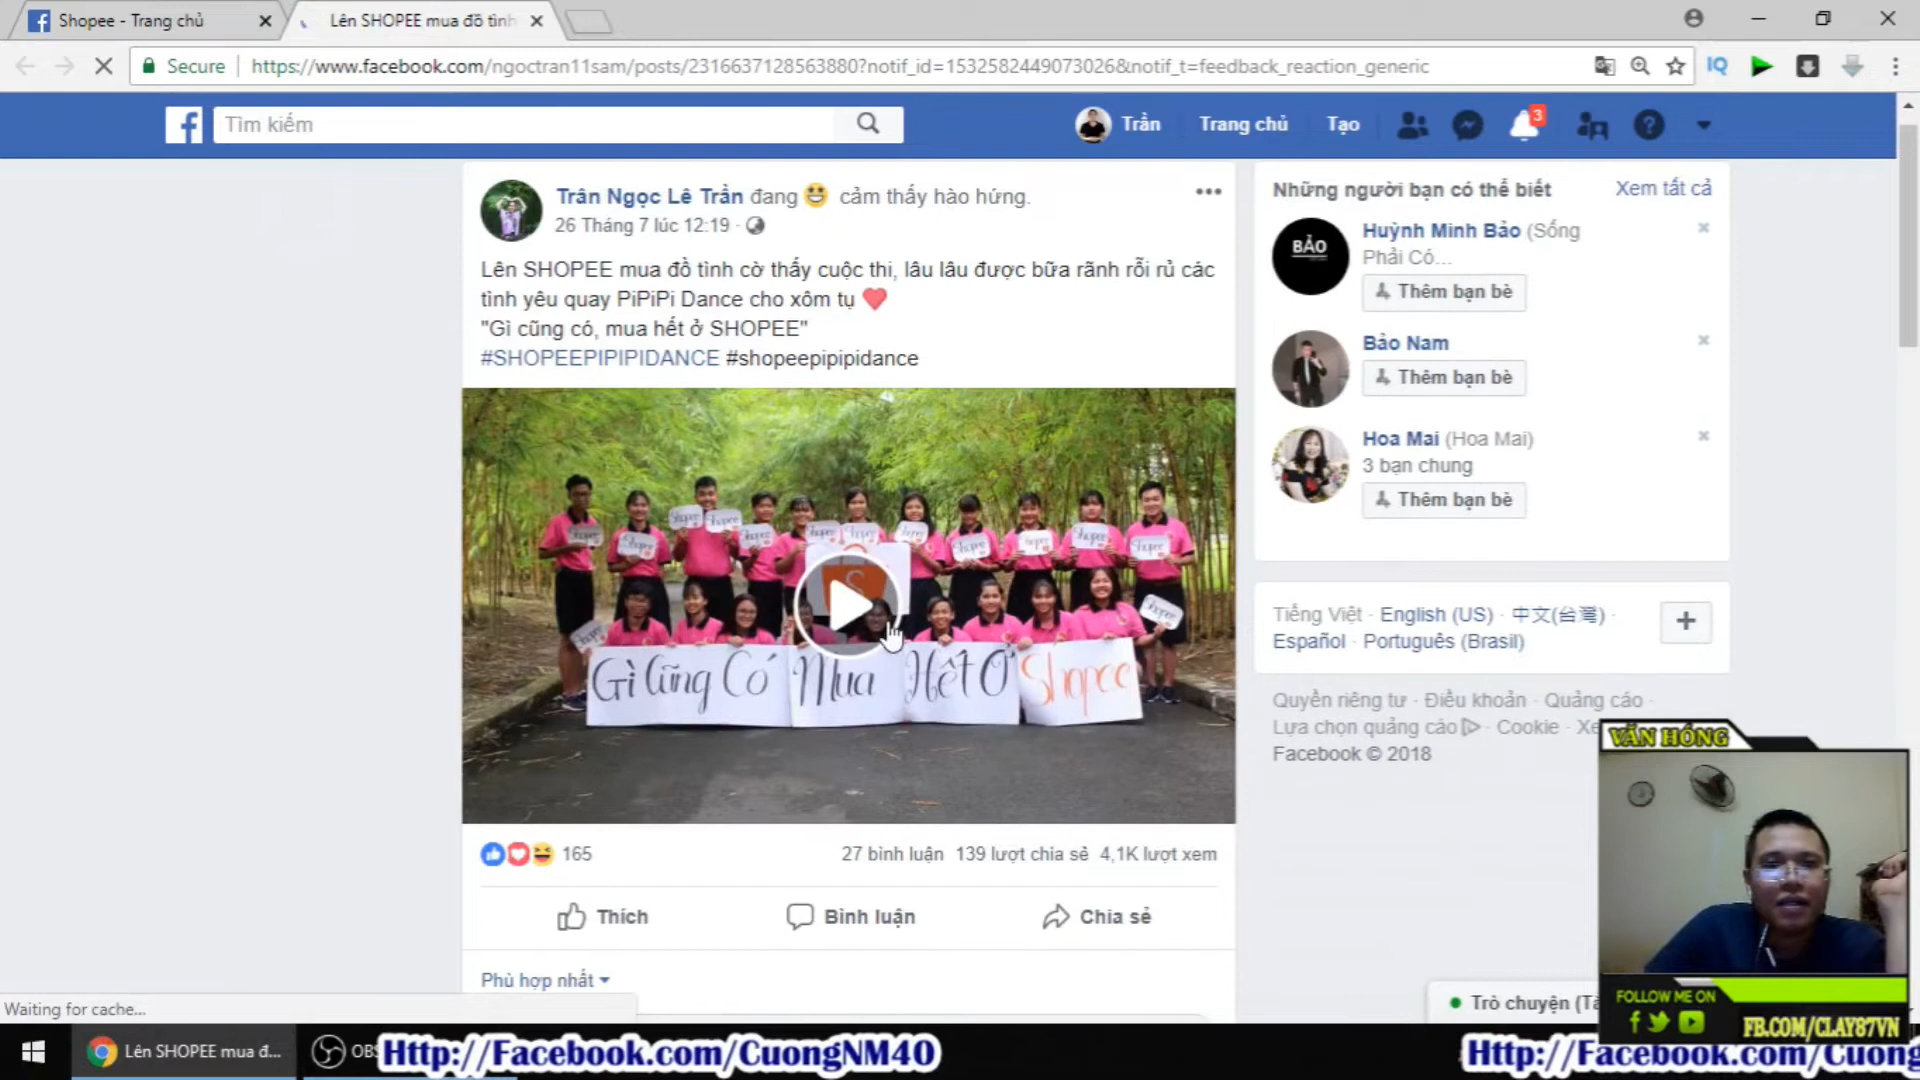 Shopee - Trang chủ
Lên SHOPEE mua đồ tình
Secure
https://www.facebook.com/ngoctran11sam/posts/2316637128563880?notif_id=1532582449073026&notif_t=feedback_reaction_generic
IQ
Tìm kiếm
Trần
Trang chủ
Tạo
3
Trân Ngọc Lê Trần đang cảm thấy hào hứng.
26 Tháng 7 lúc 12:19
Lên SHOPEE mua đồ tình cờ thấy cuộc thi, lâu lâu được bữa rãnh rỗi rủ các
tình yêu quay PiPiPi Dance cho xôm tụ ❤
"Gì cũng có, mua hết ở SHOPEE"
#SHOPEEPIPIPIDANCE #shopeepipipidance
Shopee
Gì Cũng Có Mua Hết Ở Shopee
165
27 bình luận 139 lượt chia sẻ 4,1K lượt xem
Thích
Bình luận
Chia sẻ
Phù hợp nhất
Những người bạn có thể biết
Xem tất cả
BẢO
Huỳnh Minh Bảo (Sống
Phải Có...
Thêm bạn bè
Bảo Nam
Thêm bạn bè
Hoa Mai (Hoa Mai)
3 bạn chung
Thêm bạn bè
Tiếng Việt · English (US) · 中文(台灣) ·
Español · Português (Brasil)
Quyền riêng tư · Điều khoản · Quảng cáo ·
Lựa chọn quảng cáo · Cookie ·
Facebook © 2018
VĂN HÓNG
FOLLOW ME ON
FB.COM/CLAY87VN
Trò chuyện
Waiting for cache...
Lên SHOPEE mua đ...
OBS
Http://Facebook.com/CuongNM40
Http://Facebook.com/Cuong